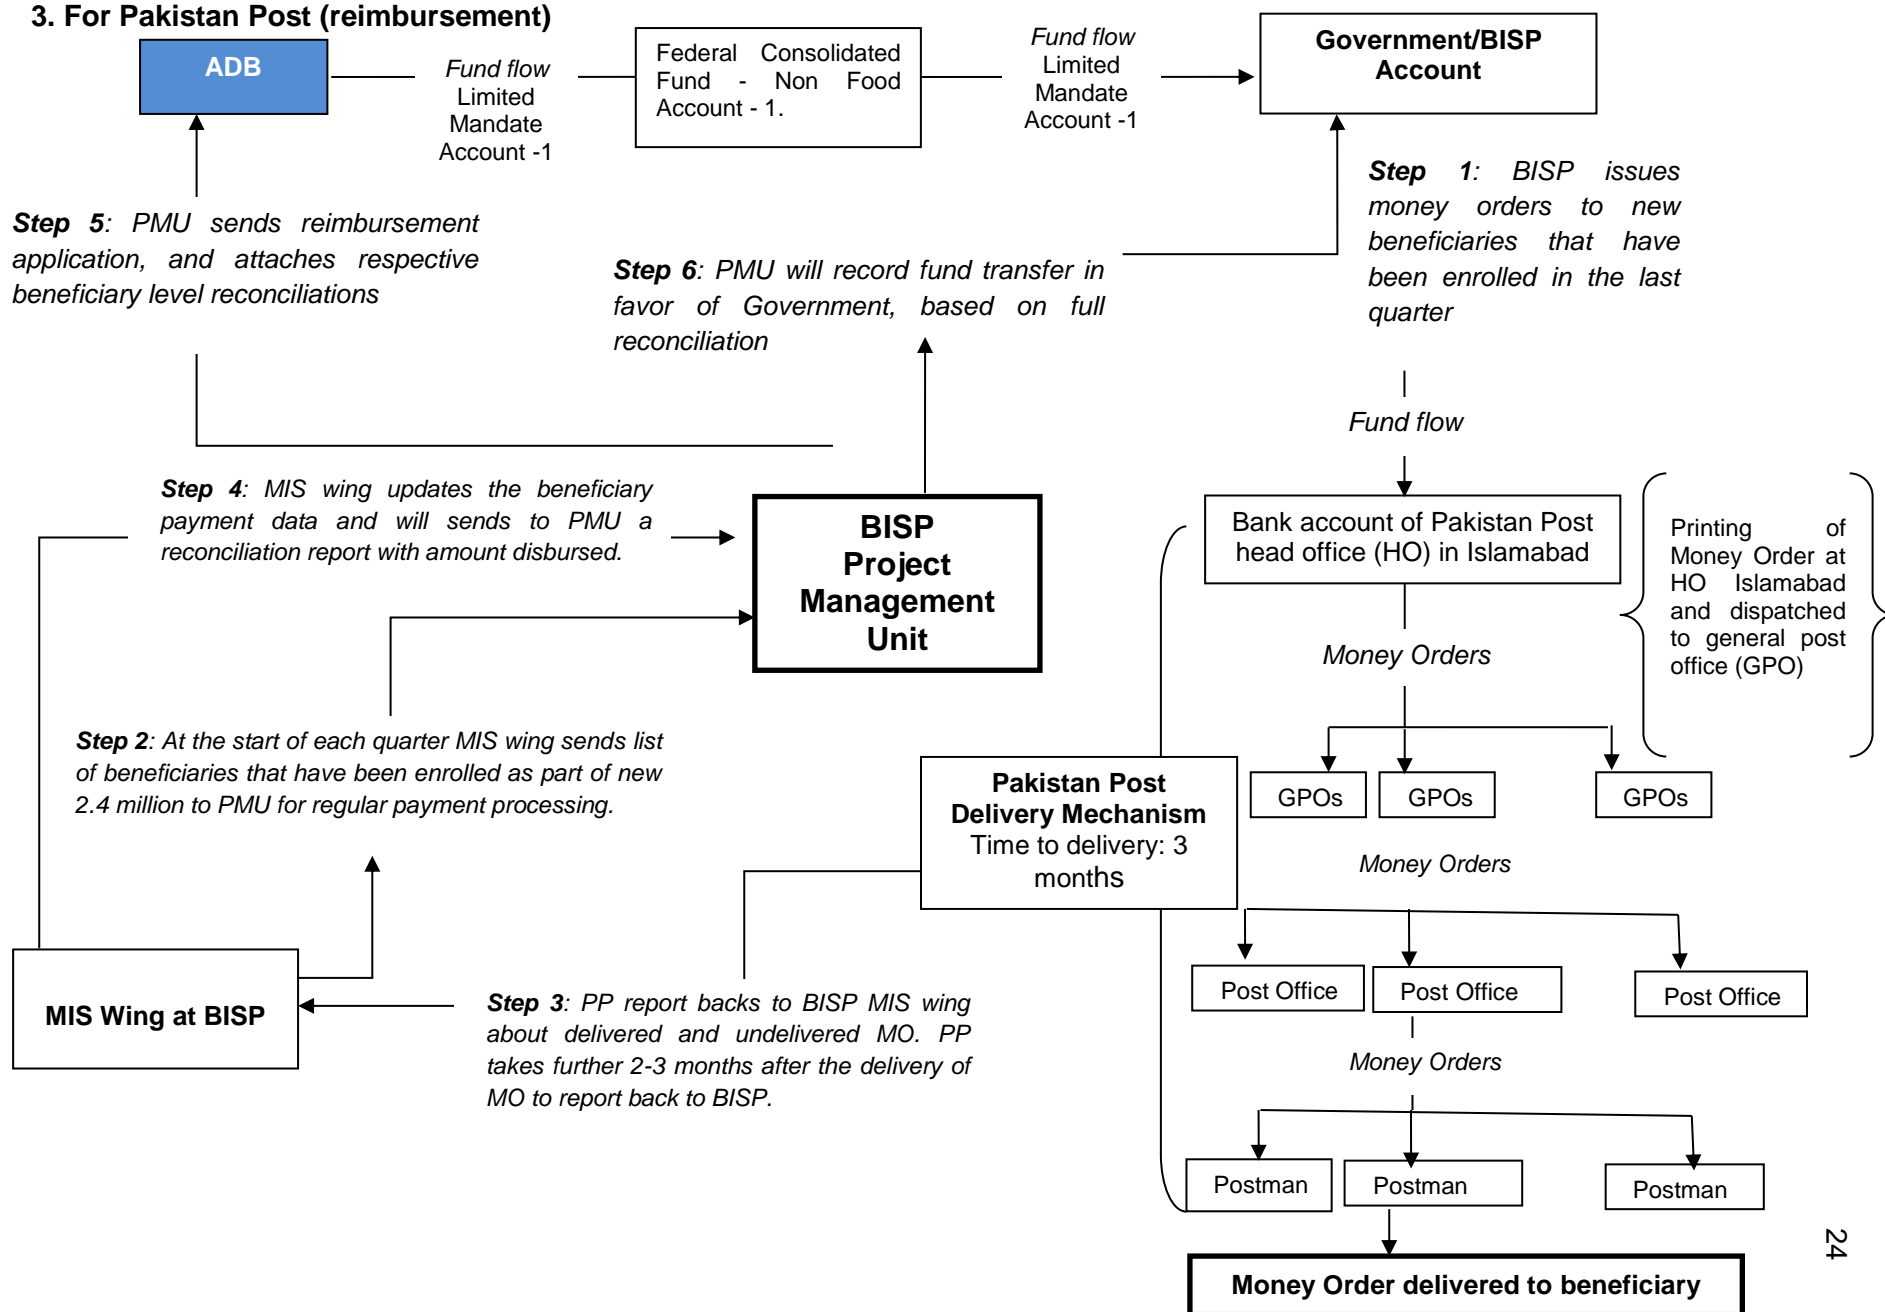 3. For Pakistan Post (reimbursement)
ADB
Fund flow
Limited
Mandate
Account -1
Federal Consolidated
Fund - Non Food
Account - 1.
Fund flow
Limited
Mandate
Account -1
Government/BISP
Account
Step 1: BISP issues
money orders to new
beneficiaries that have
been enrolled in the last
quarter
Step 5: PMU sends reimbursement
application, and attaches respective
beneficiary level reconciliations
Step 6: PMU will record fund transfer in
favor of Government, based on full
reconciliation
Fund flow
Step 4: MIS wing updates the beneficiary
payment data and will sends to PMU a
reconciliation report with amount disbursed.
BISP
Project
Management
Unit
Bank account of Pakistan Post
head office (HO) in Islamabad
Printing of
Money Order at
HO Islamabad
and dispatched
to general post
office (GPO)
Money Orders
Step 2: At the start of each quarter MIS wing sends list
of beneficiaries that have been enrolled as part of new
2.4 million to PMU for regular payment processing.
Pakistan Post
Delivery Mechanism
Time to delivery: 3
months
GPOs
GPOs
GPOs
Money Orders
Post Office
Post Office
Post Office
MIS Wing at BISP
Step 3: PP report backs to BISP MIS wing
about delivered and undelivered MO. PP
takes further 2-3 months after the delivery of
MO to report back to BISP.
Money Orders
Postman
Postman
Postman
Money Order delivered to beneficiary
24